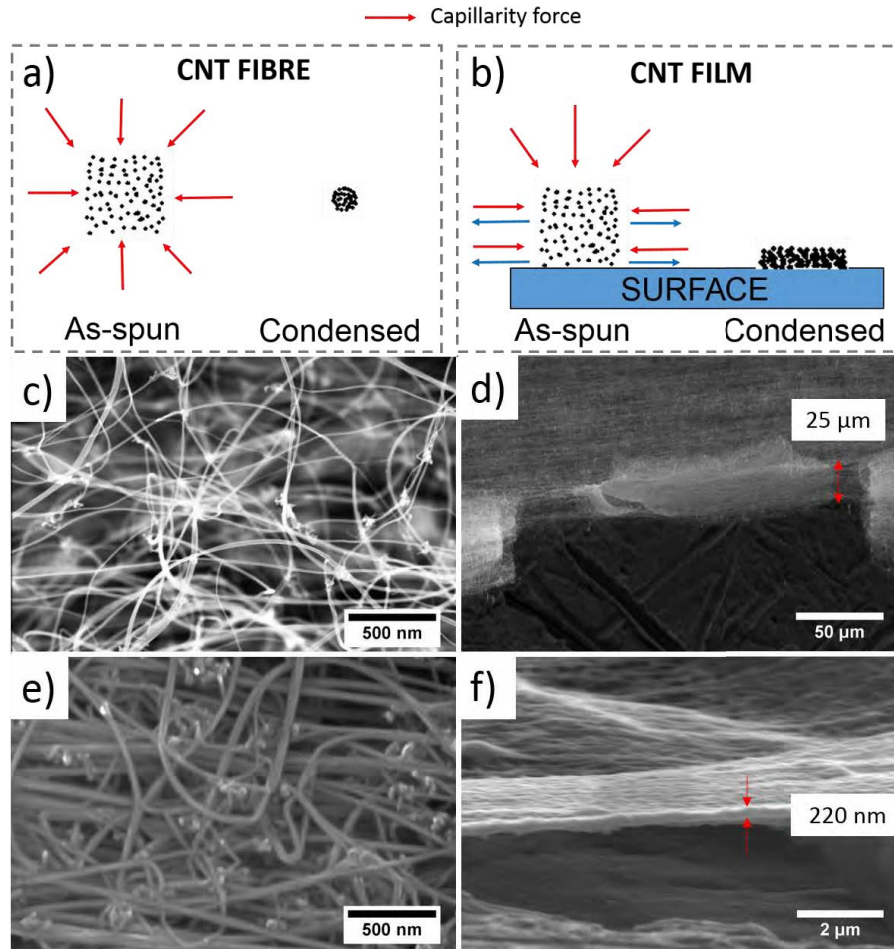 Capillarity force
a)
CNT FIBRE
As-spun
Condensed
b)
CNT FILM
SURFACE
As-spun
Condensed
c)
500 nm
d)
25 µm
50 µm
e)
500 nm
f)
220 nm
2 µm